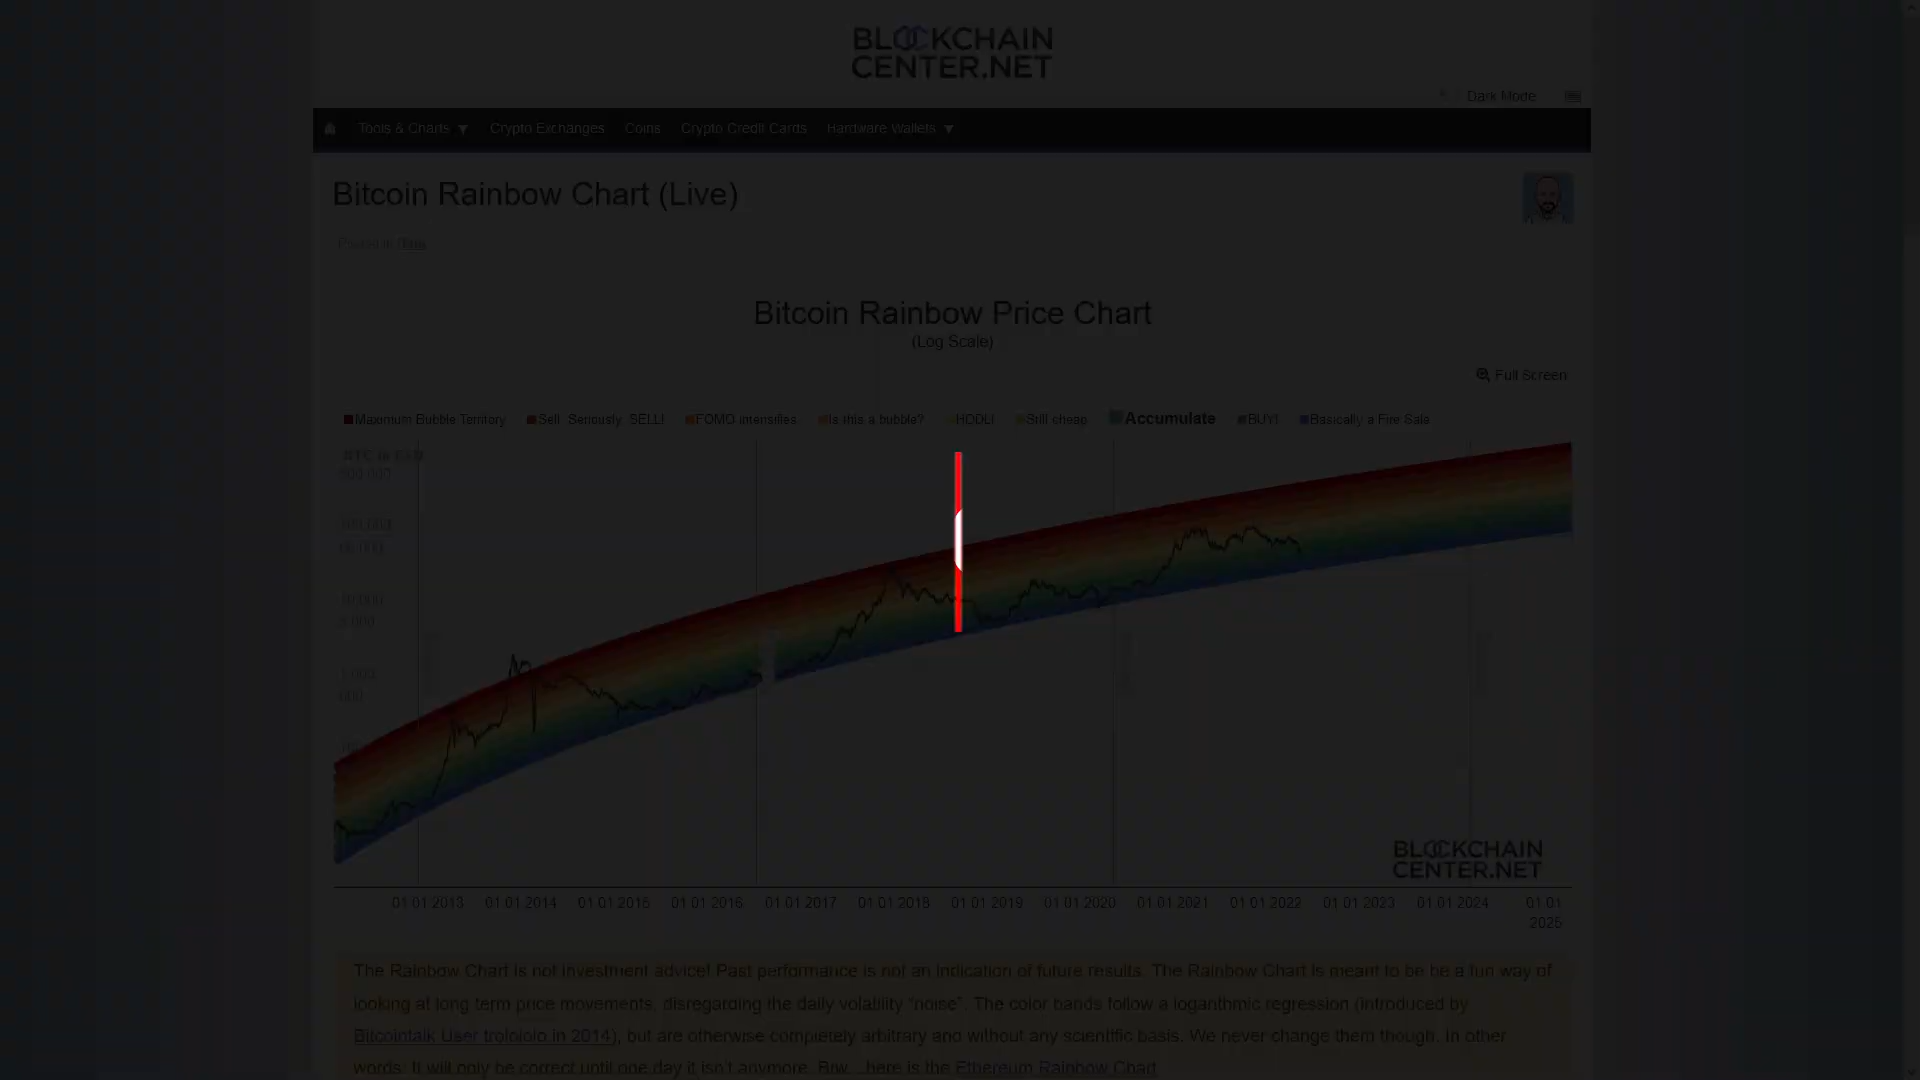 BLOCKCHAIN
CENTER.NET
Dark Mode
Tools & Charts ▼ Crypto Exchanges Coins Crypto Credit Cards Hardware Wallets ▼
Bitcoin Rainbow Chart (Live)
Posted in
Bitcoin Rainbow Price Chart
(Log Scale)
Full Screen
Maximum Bubble Territory Sell. Seriously, SELL! FOMO intensifies Is this a bubble? HODL! Still cheap Accumulate BUY! Basically a Fire Sale
BLOCKCHAIN
CENTER.NET
01.01.2013 01.01.2014 01.01.2015 01.01.2016 01.01.2017 01.01.2018 01.01.2019 01.01.2020 01.01.2021 01.01.2022 01.01.2023 01.01.2024 01.01.
2025
The Rainbow Chart is not investment advice! Past performance is not an indication of future results. The Rainbow Chart is meant to be be a fun way of
looking at long term price movements, disregarding the daily volatility "noise". The color bands follow a logarithmic regression (introduced by
Bitcointalk User trolololo in 2014), but are otherwise completely arbitrary and without any scientific basis. We never change them though. In other
words: It will only be correct until one day it isn't anymore. Btw... here is the Ethereum Rainbow Chart